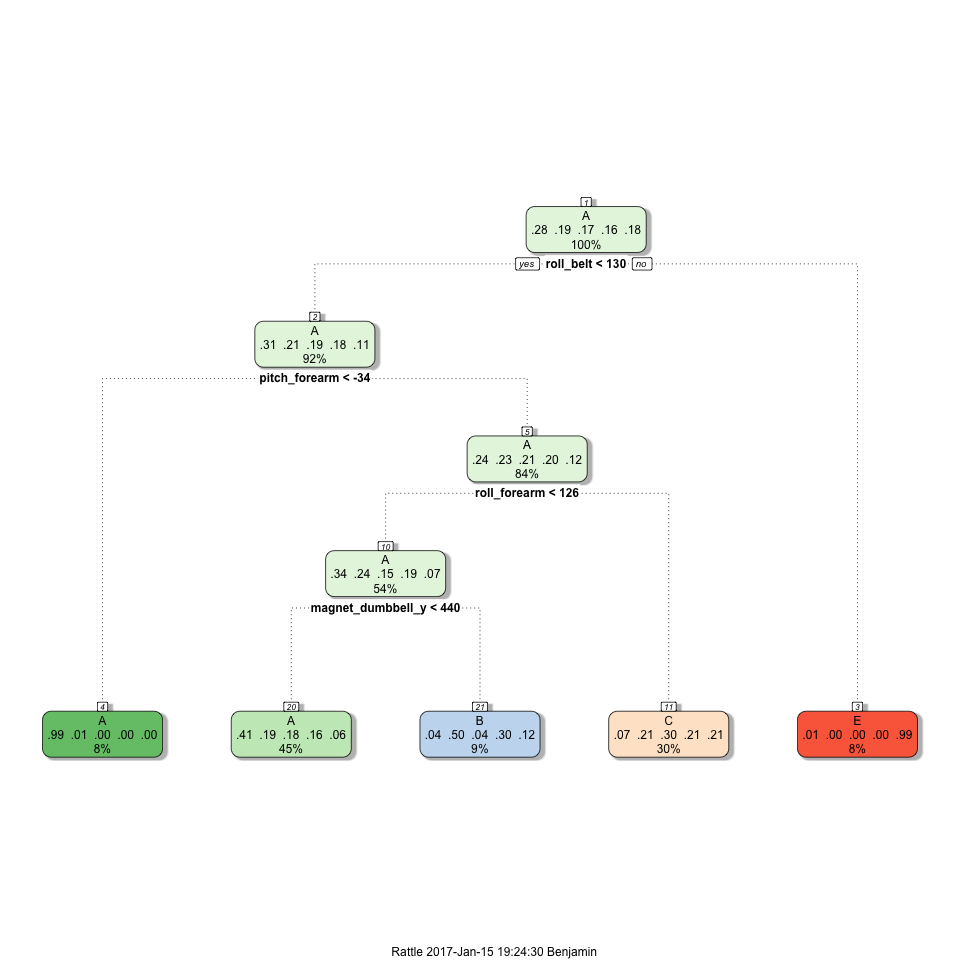 1
A
.28 .19 .17 .16 .18
100%
yes roll_belt < 130 no
2
A
.31 .21 .19 .18 .11
92%
pitch_forearm < -34
5
A
.24 .23 .21 .20 .12
84%
roll_forearm < 126
10
A
.34 .24 .15 .19 .07
54%
magnet_dumbbell_y < 440
4
A
.99 .01 .00 .00 .00
8%
20
A
.41 .19 .18 .16 .06
45%
21
B
.04 .50 .04 .30 .12
9%
11
C
.07 .21 .30 .21 .21
30%
3
E
.01 .00 .00 .00 .99
8%
Rattle 2017-Jan-15 19:24:30 Benjamin